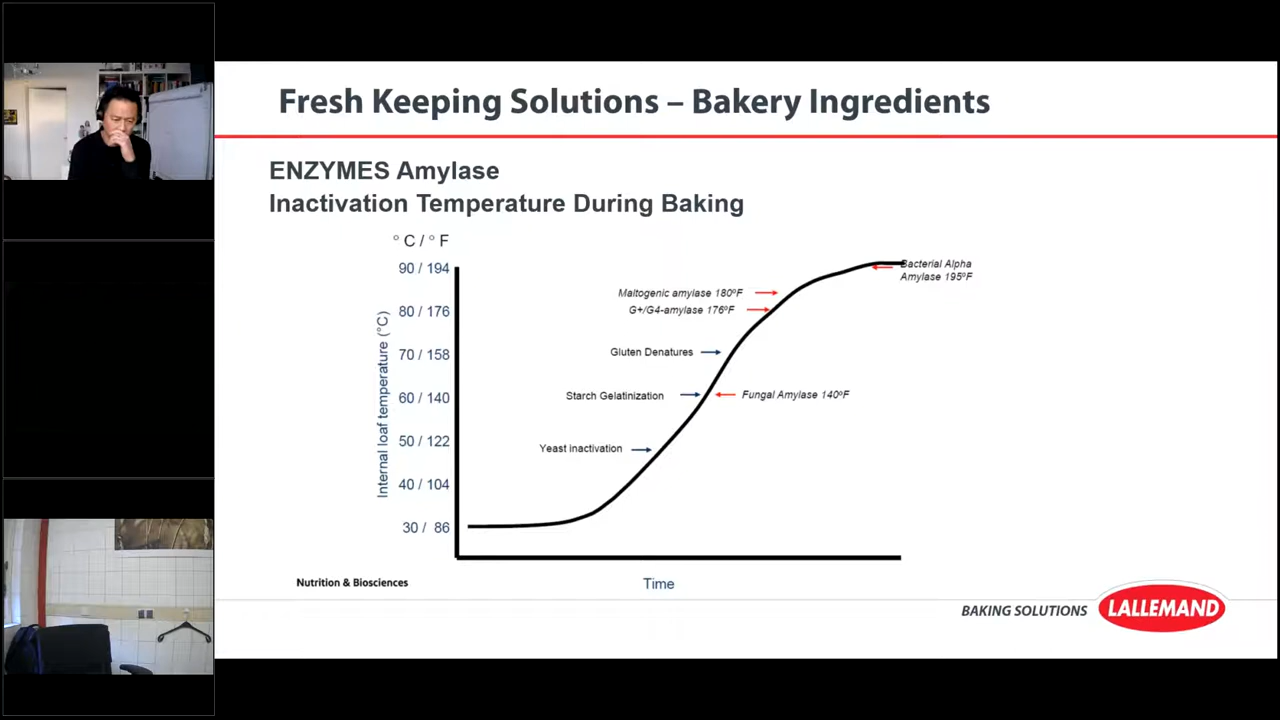 Fresh Keeping Solutions – Bakery Ingredients
ENZYMES Amylase
Inactivation Temperature During Baking
° C / ° F
90 / 194
80 / 176
70 / 158
60 / 140
50 / 122
40 / 104
30 / 86
Internal loaf temperature (°C)
Bacterial Alpha
Amylase 195ºF
Maltogenic amylase 180ºF
G+/G4-amylase 176ºF
Gluten Denatures
Starch Gelatinization
Fungal Amylase 140ºF
Yeast inactivation
Time
Nutrition & Biosciences
BAKING SOLUTIONS
LALLEMAND